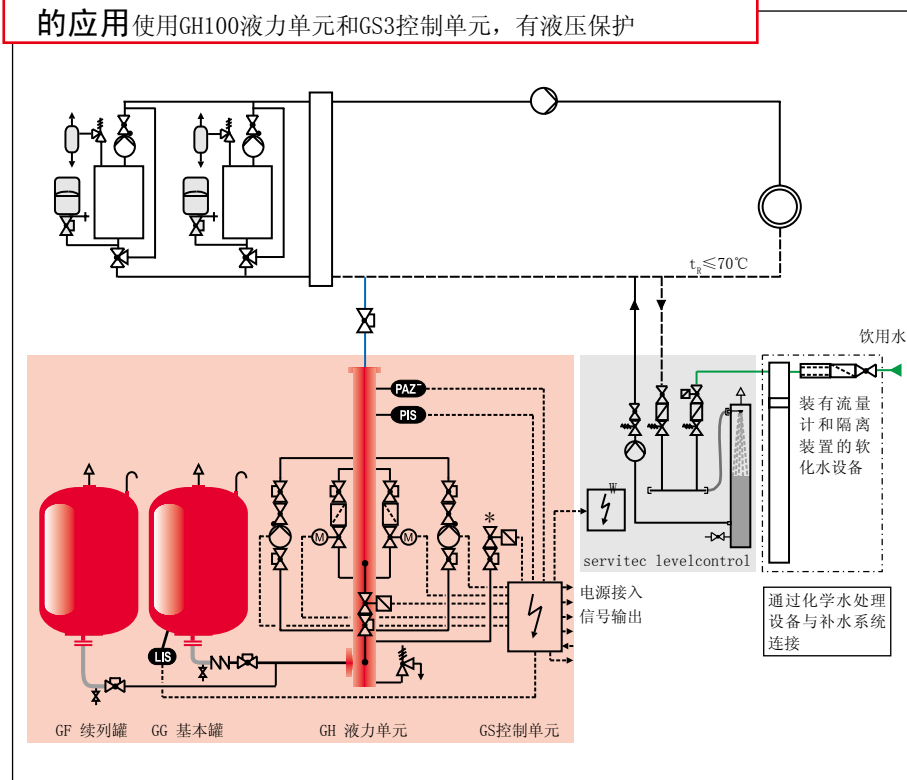 的应用使用GH100液力单元和GS3控制单元，有液压保护
tR≤70℃
饮用水
PAZ-
PIS
装有流量
计和隔离
装置的软
化水设备
W
*
M
M
servitec levelcontrol
电源接入
信号输出
通过化学水处理
设备与补水系统
连接
LIS
GF 续列罐
GG 基本罐
GH 液力单元
GS控制单元